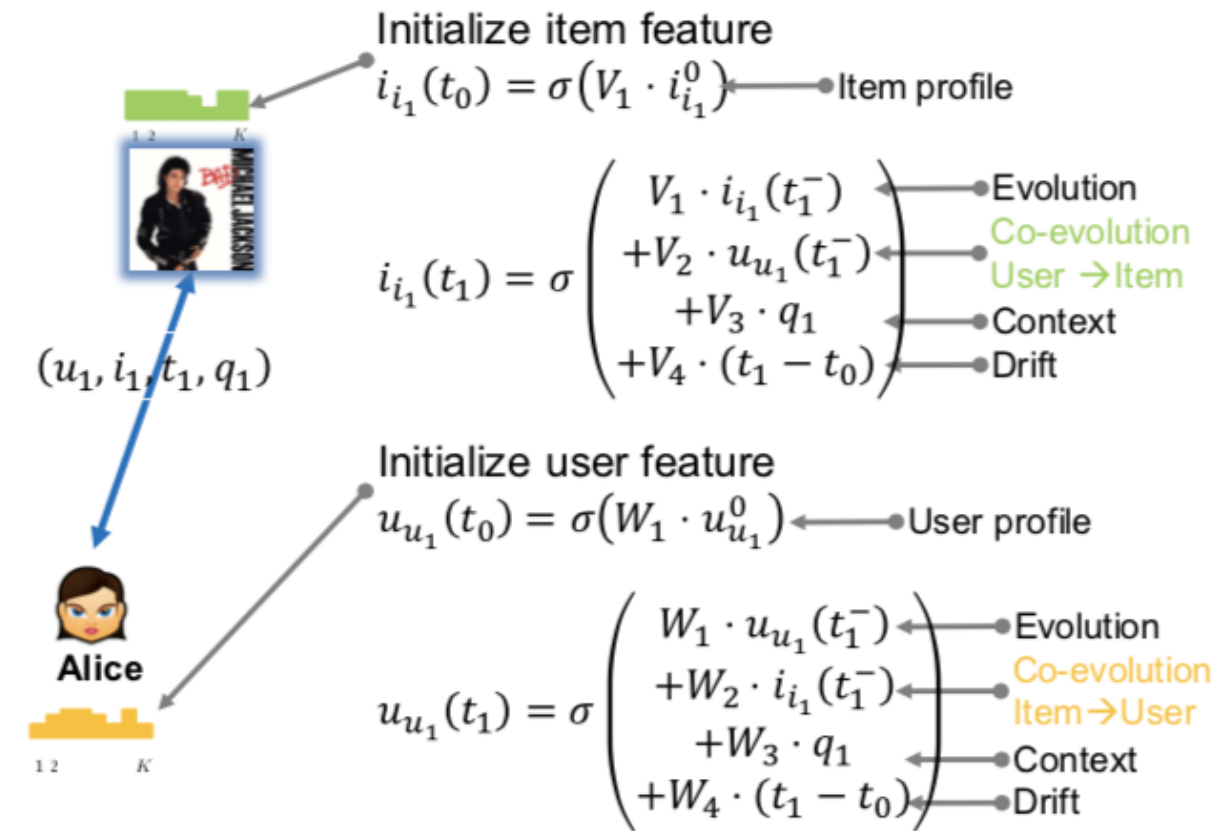 Initialize item feature
i_{i_1}(t_0) = σ(V_1 · i^0_{i_1})
Item profile
1 2 K
BAD
MICHAEL JACKSON
i_{i_1}(t_1) = σ
V_1 · i_{i_1}(t_1^-)
Evolution
+V_2 · u_{u_1}(t_1^-)
Co-evolution
User →Item
+V_3 · q_1
Context
+V_4 · (t_1 − t_0)
Drift
(u_1, i_1, t_1, q_1)
Initialize user feature
u_{u_1}(t_0) = σ(W_1 · u^0_{u_1})
User profile
Alice
1 2 K
u_{u_1}(t_1) = σ
W_1 · u_{u_1}(t_1^-)
Evolution
+W_2 · i_{i_1}(t_1^-)
Co-evolution
Item→User
+W_3 · q_1
Context
+W_4 · (t_1 − t_0)
Drift